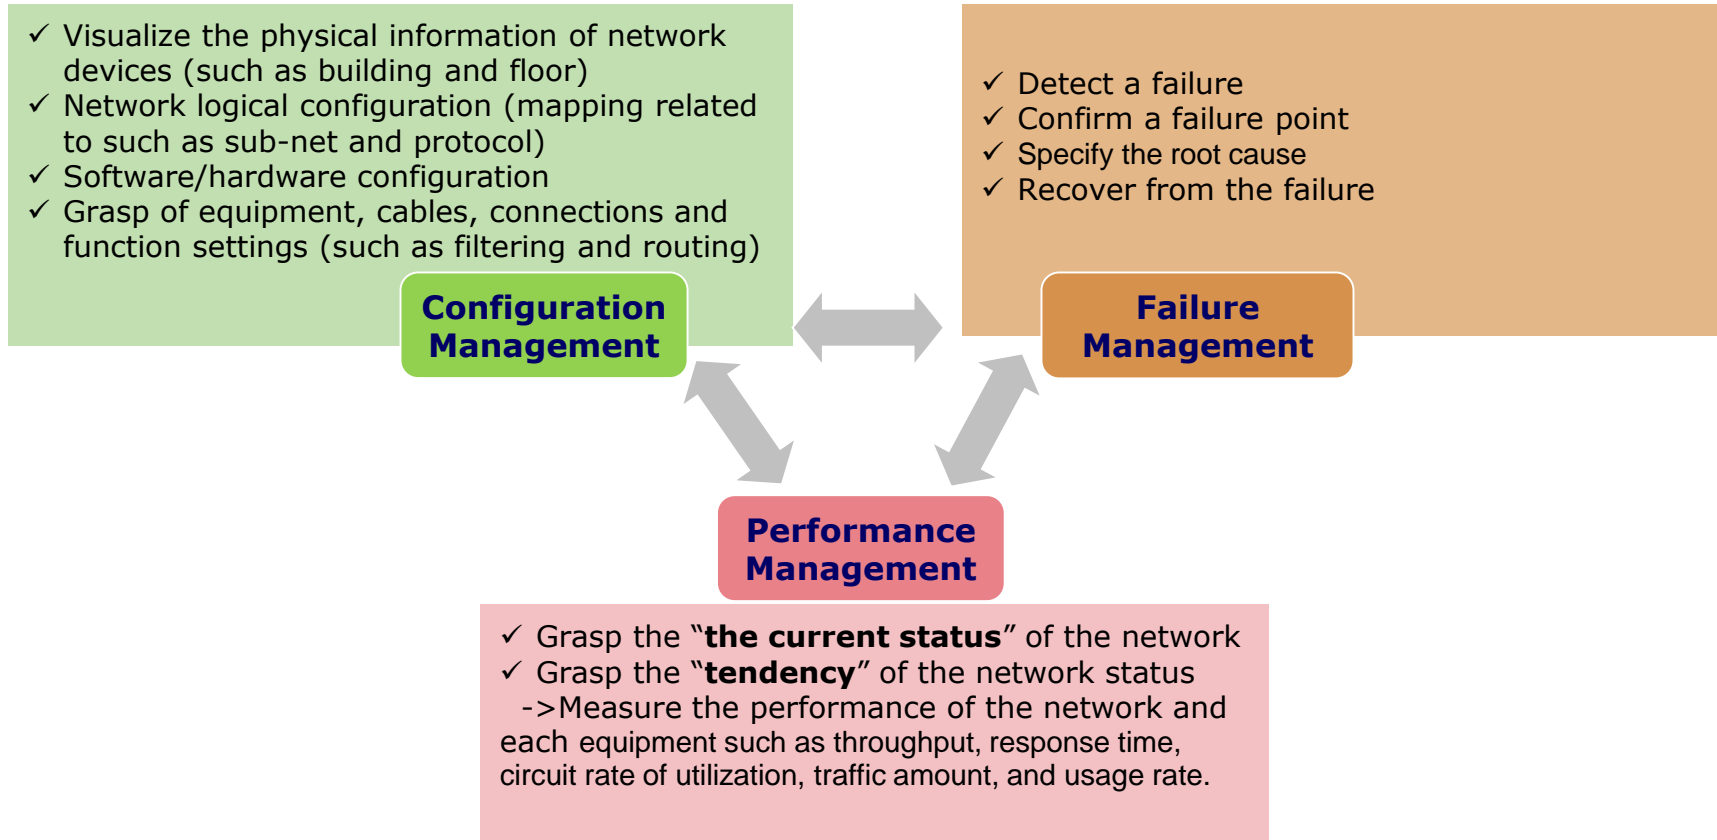 ✓ Visualize the physical information of network
devices (such as building and floor)
✓ Network logical configuration (mapping related
to such as sub-net and protocol)
✓ Software/hardware configuration
✓ Grasp of equipment, cables, connections and
function settings (such as filtering and routing)
Configuration
Management
✓ Detect a failure
✓ Confirm a failure point
✓ Specify the root cause
✓ Recover from the failure
Failure
Management
Performance
Management
✓ Grasp the “the current status” of the network
✓ Grasp the “tendency” of the network status
->Measure the performance of the network and
each equipment such as throughput, response time,
circuit rate of utilization, traffic amount, and usage rate.